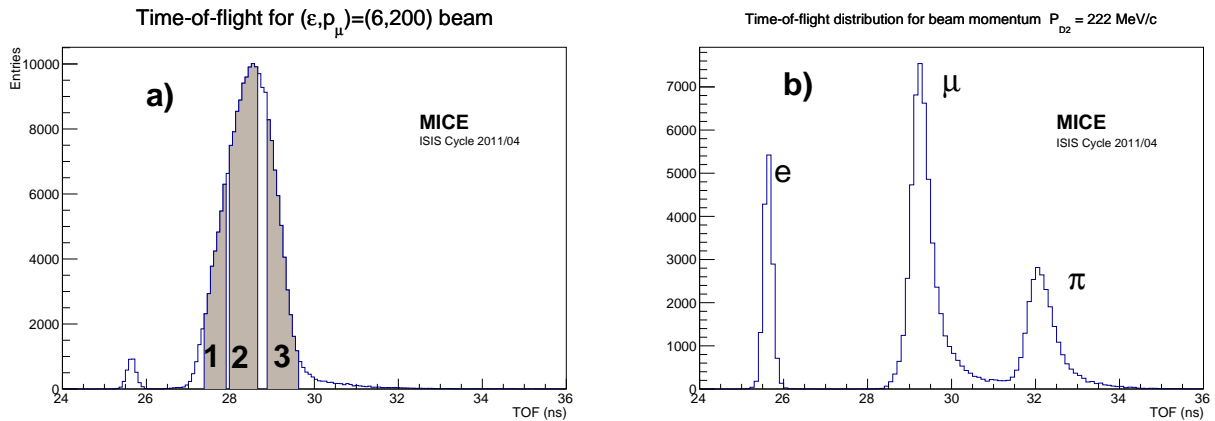 Time-of-flight for (ε,pμ)=(6,200) beam
Entries
10000
8000
6000
4000
2000
0
a)
MICE
ISIS Cycle 2011/04
1 2 3
24 26 28 30 32 34 36
TOF (ns)
Time-of-flight distribution for beam momentum P_D2 = 222 MeV/c
7000
6000
5000
4000
3000
2000
1000
0
b)
μ
MICE
ISIS Cycle 2011/04
e
π
24 26 28 30 32 34 36
TOF (ns)